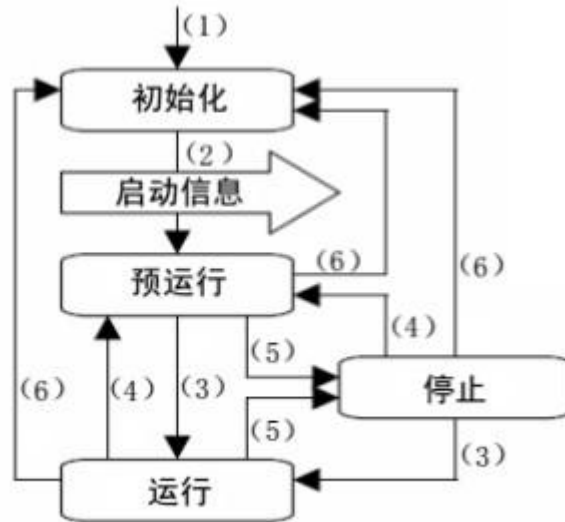 （1）
初始化
（2）
启动信息
预运行
（6）
（6）
（4）
（5）
（6）
（4）
（3）
停止
（5）
（3）
运行